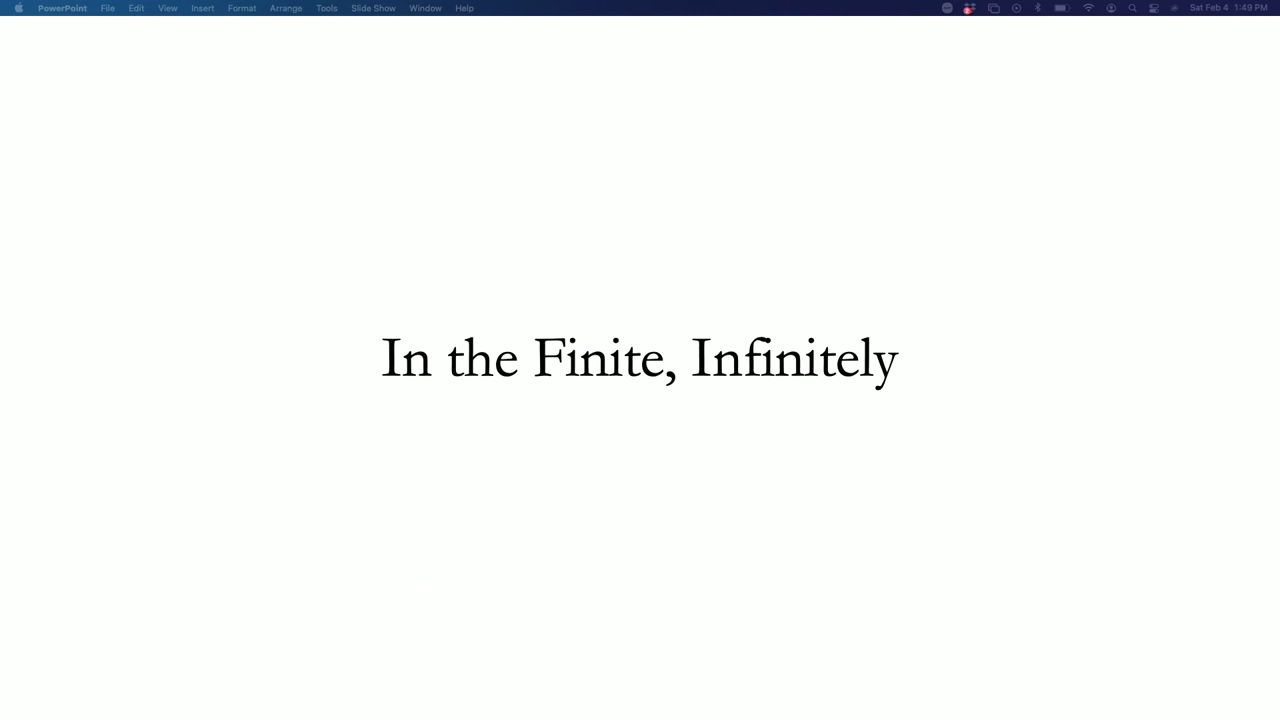 PowerPoint File Edit View Insert Format Arrange Tools Slide Show Window Help Sat Feb 4 1:49 PM
In the Finite, Infinitely